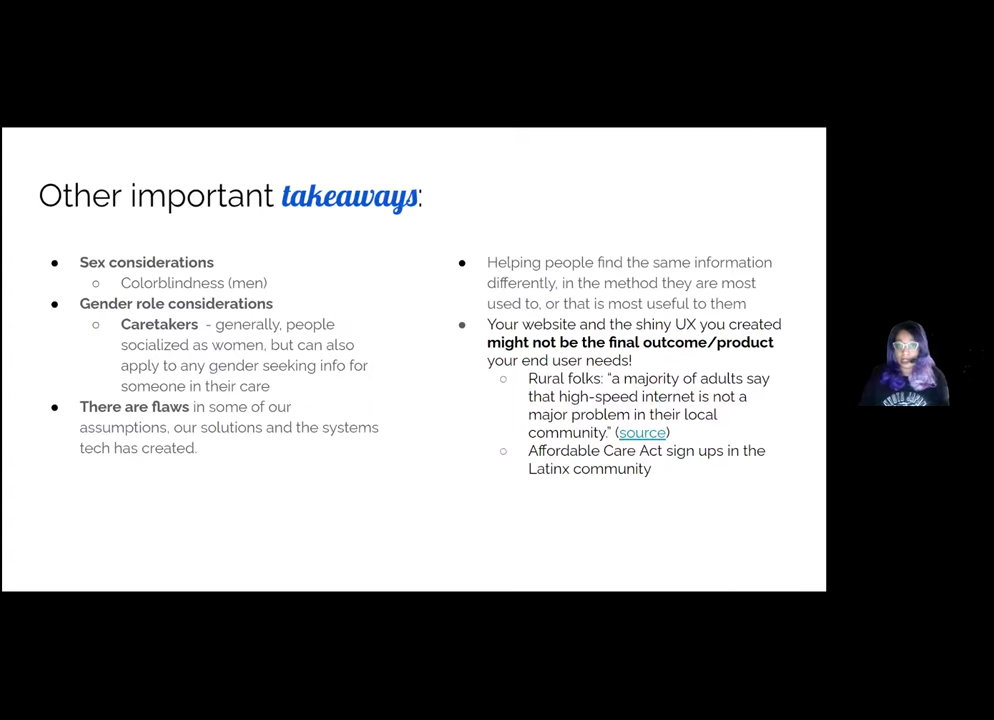 Other important takeaways:
● Sex considerations
○ Colorblindness (men)
● Gender role considerations
○ Caretakers - generally, people
socialized as women, but can also
apply to any gender seeking info for
someone in their care
● There are flaws in some of our
assumptions, our solutions and the systems
tech has created.
● Helping people find the same information
differently, in the method they are most
used to, or that is most useful to them
● Your website and the shiny UX you created
might not be the final outcome/product
your end user needs!
○ Rural folks: “a majority of adults say
that high-speed internet is not a
major problem in their local
community.” (source)
○ Affordable Care Act sign ups in the
Latinx community